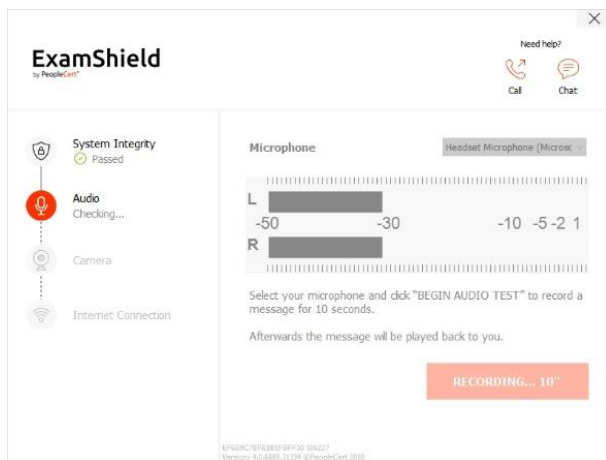 Need help?
ExamShield
by PeopleCert
Call
Chat
System Integrity
Passed
Audio
Checking...
Camera
Internet Connection
Microphone
Headset Microphone (Micros
L
-50 -30 -10 -5 -2 1
R
Select your microphone and click "BEGIN AUDIO TEST" to record a
message for 10 seconds.
Afterwards the message will be played back to you.
RECORDING... 10"
©PeopleCert